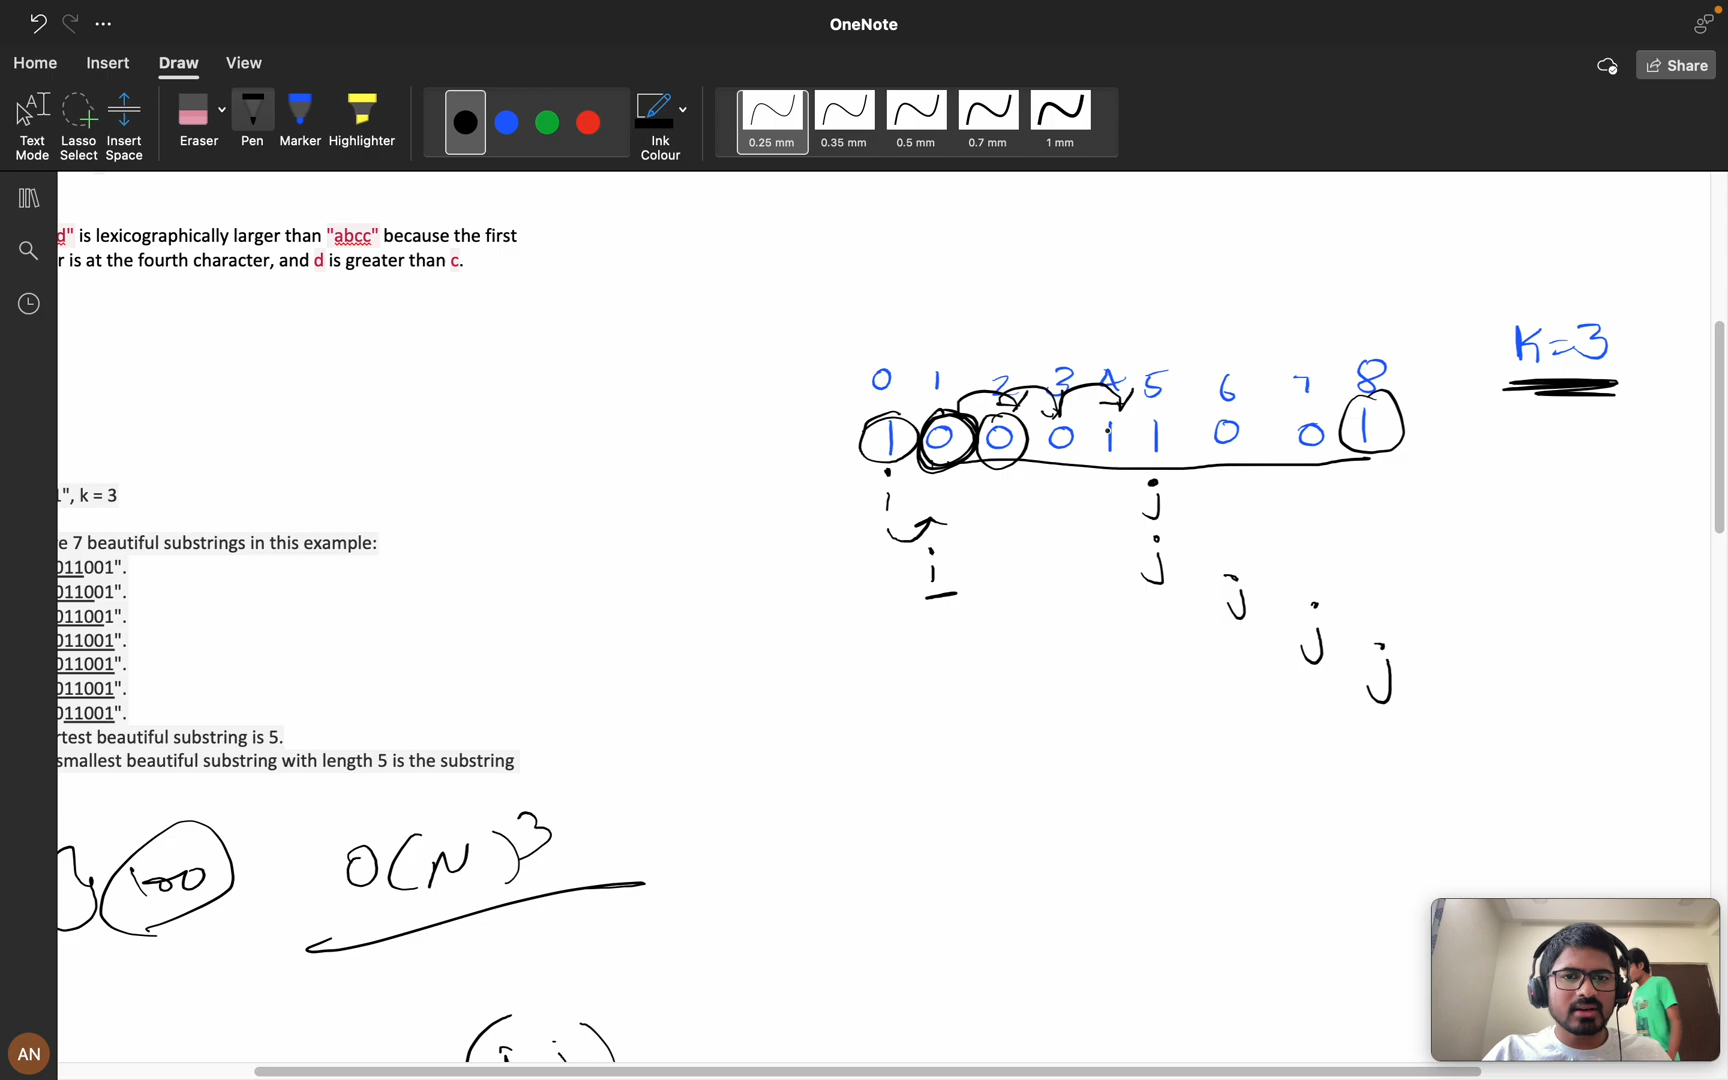 OneNote
Home Insert Draw View
Share
Text Mode
Lasso Select
Insert Space
Eraser
Pen
Marker
Highlighter
Ink Colour
0.25 mm
0.35 mm
0.5 mm
0.7 mm
1 mm
d" is lexicographically larger than "abcc" because the first
r is at the fourth character, and d is greater than c.
K=3
0 1 2 3 4 5 6 7 8
1 0 0 0 1 1 0 0 1
i j
i j j j j
1", k = 3
re 7 beautiful substrings in this example:
011001".
011001".
011001".
011001".
011001".
011001".
011001".
rtest beautiful substring is 5.
smallest beautiful substring with length 5 is the substring
100
O(N)³
AN